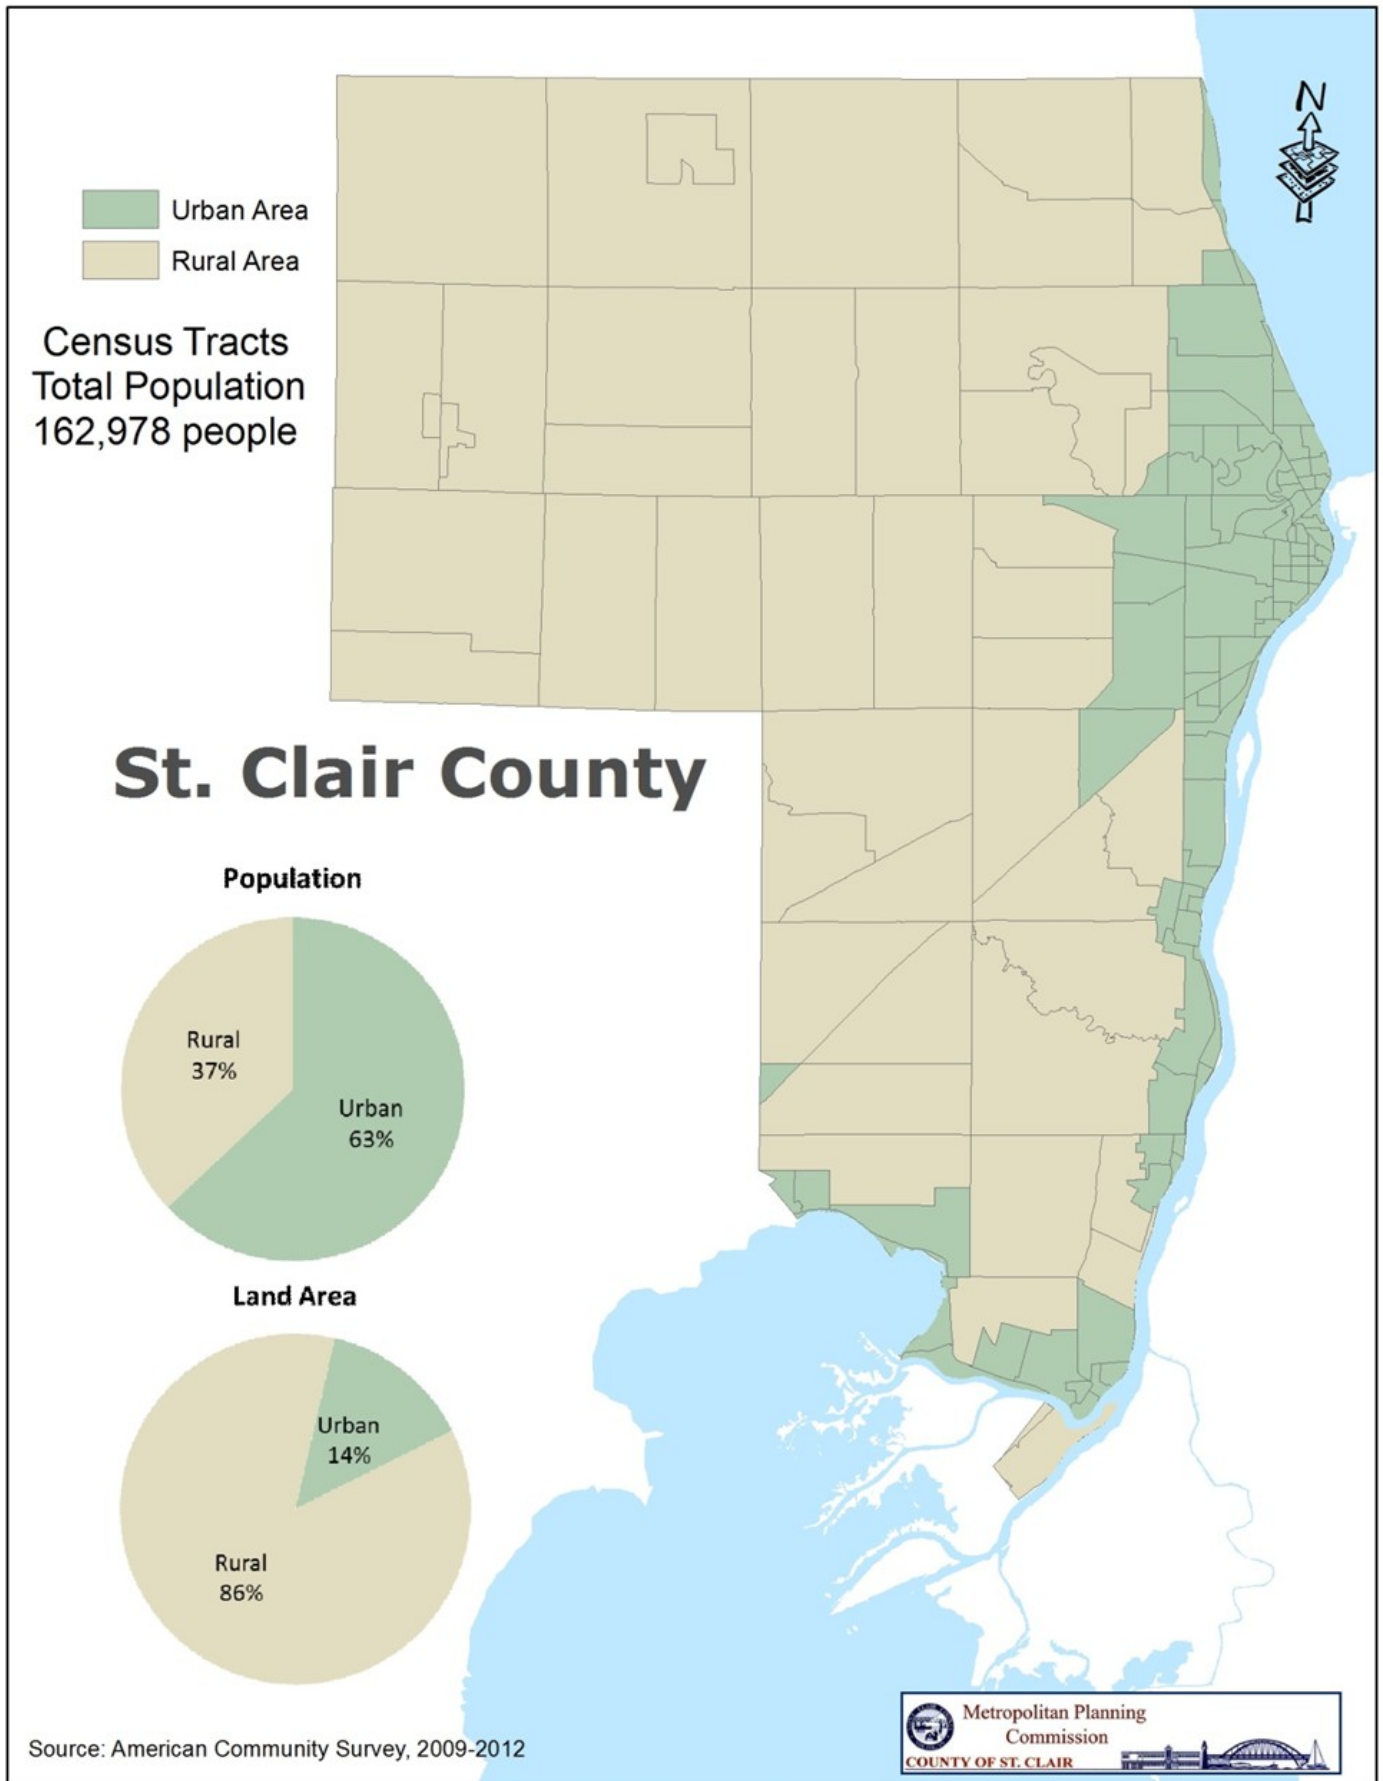 N
Urban Area
Rural Area
Census Tracts
Total Population
162,978 people
St. Clair County
Population
Rural
37%
Urban
63%
Land Area
Urban
14%
Rural
86%
Metropolitan Planning
Commission
COUNTY OF ST. CLAIR
Source: American Community Survey, 2009-2012